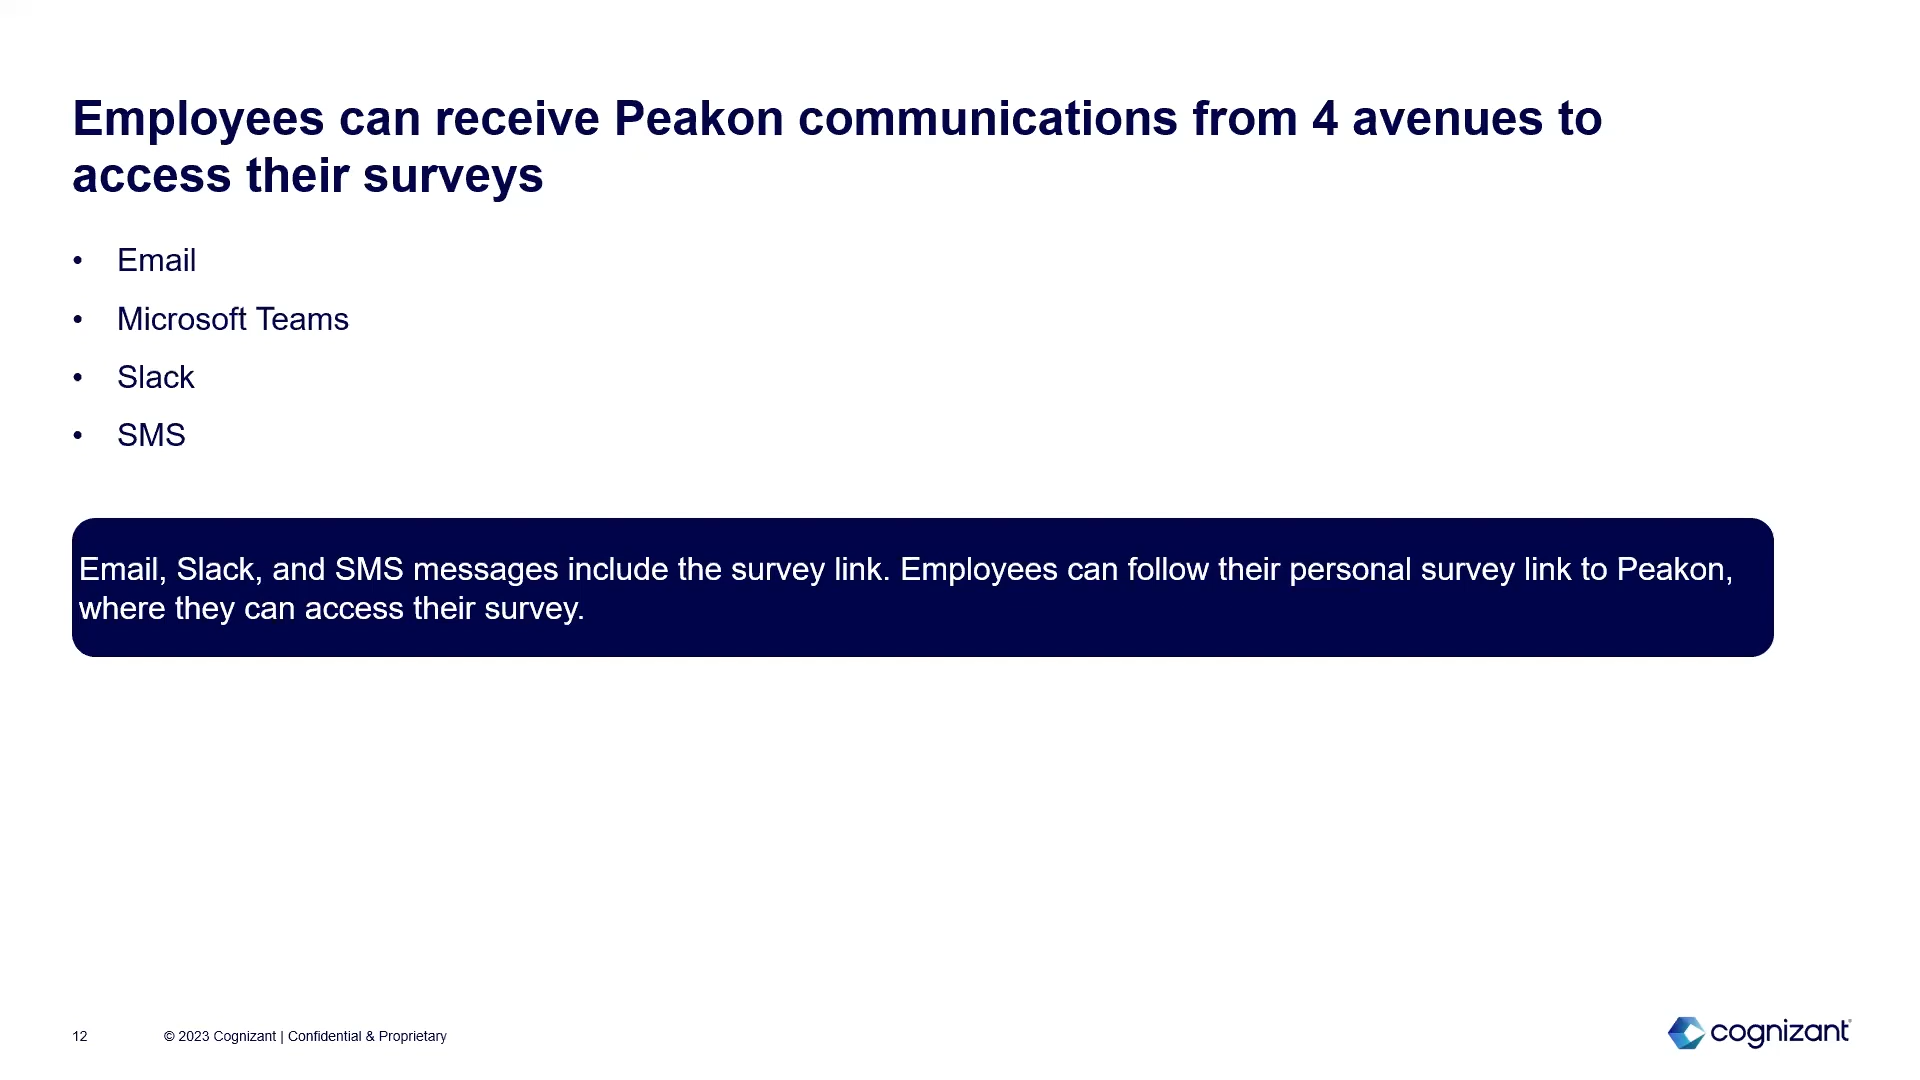 Employees can receive Peakon communications from 4 avenues to
access their surveys
• Email
• Microsoft Teams
• Slack
• SMS
Email, Slack, and SMS messages include the survey link. Employees can follow their personal survey link to Peakon,
where they can access their survey.
12 © 2023 Cognizant | Confidential & Proprietary
cognizant